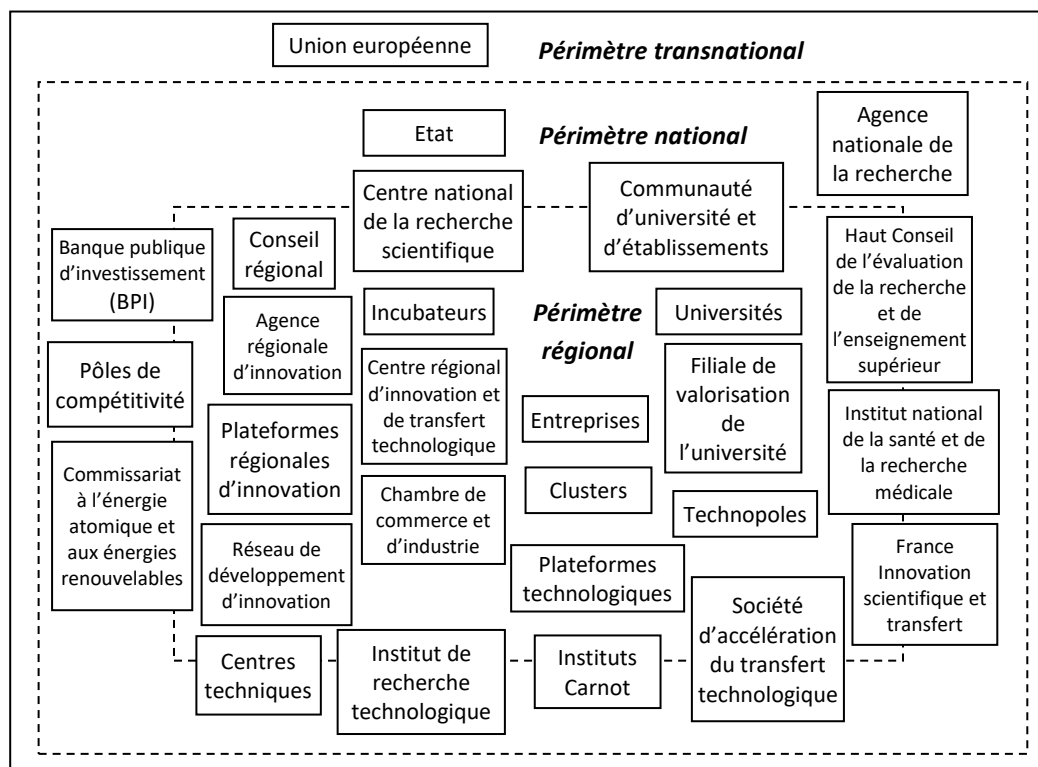 Union européenne
Périmètre transnational
Etat
Périmètre national
Agence
nationale de
la recherche
Centre national
de la recherche
scientifique
Communauté
d’université et
d’établissements
Banque publique
d’investissement
(BPI)
Conseil
régional
Haut Conseil
de l’évaluation
de la recherche
et de
l’enseignement
supérieur
Agence
régionale
d’innovation
Incubateurs
Périmètre
régional
Universités
Pôles de
compétitivité
Centre régional
d’innovation et
de transfert
technologique
Filiale de
valorisation de
l’université
Plateformes
régionales
d’innovation
Entreprises
Institut national
de la santé et de
la recherche
médicale
Commissariat
à l’énergie
atomique et
aux énergies
renouvelables
Chambre de
commerce et
d’industrie
Clusters
Technopoles
Réseau de
développement
d’innovation
Plateformes
technologiques
France
Innovation
scientifique et
transfert
Société
d’accélération
du transfert
technologique
Centres
techniques
Institut de
recherche
technologique
Instituts
Carnot